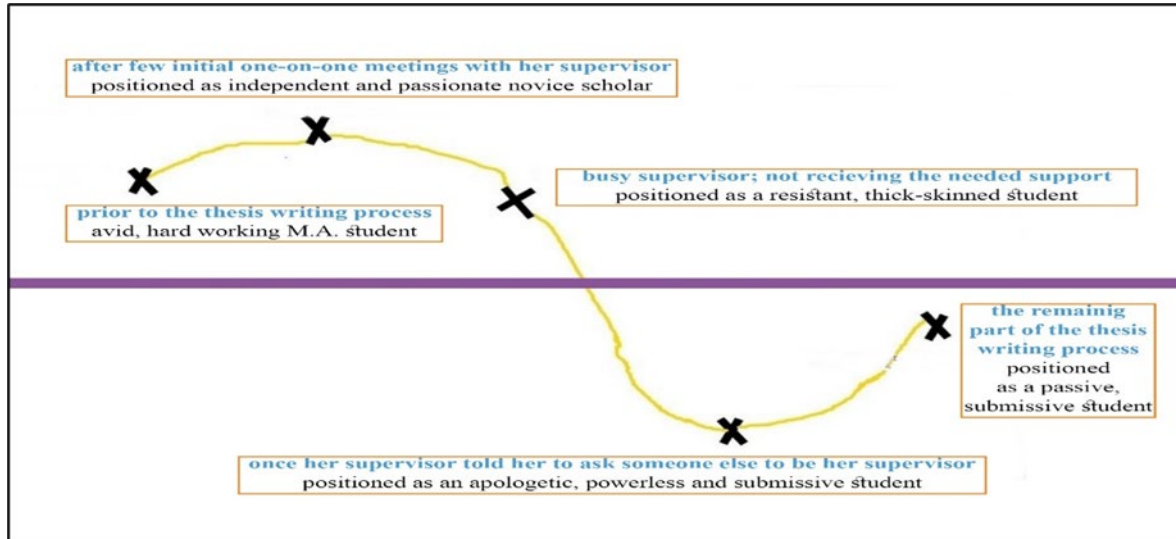 after few initial one-on-one meetings with her supervisor
positioned as independent and passionate novice scholar
prior to the thesis writing process
avid, hard working M.A. student
busy supervisor; not recieving the needed support
positioned as a resistant, thick-skinned student
the remainig
part of the thesis
writing process
positioned
as a passive,
submissive student
once her supervisor told her to ask someone else to be her supervisor
positioned as an apologetic, powerless and submissive student